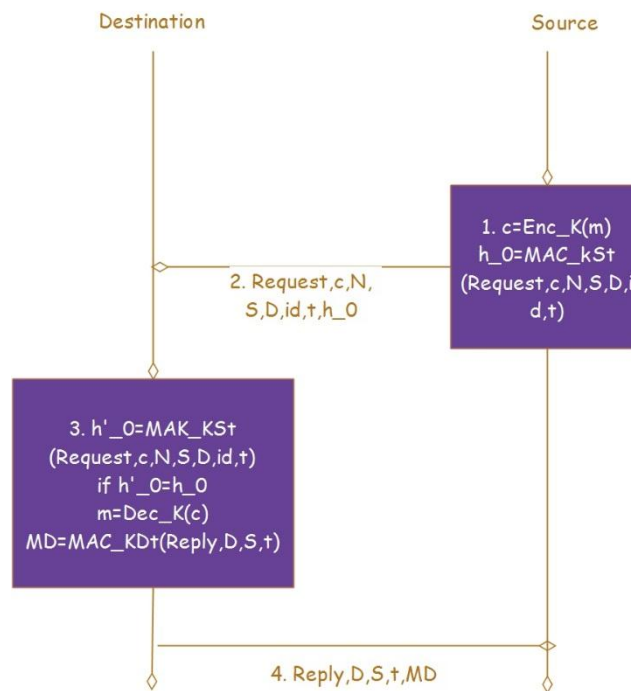 Destination
Source
1. c=Enc_K(m)
h_0=MAC_kSt
(Request,c,N,S,D,i
d,t)
2. Request,c,N,
S,D,id,t,h_0
3. h'_0=MAK_KSt
(Request,c,N,S,D,id,t)
if h'_0=h_0
m=Dec_K(c)
MD=MAC_KDt(Reply,D,S,t)
4. Reply,D,S,t,MD